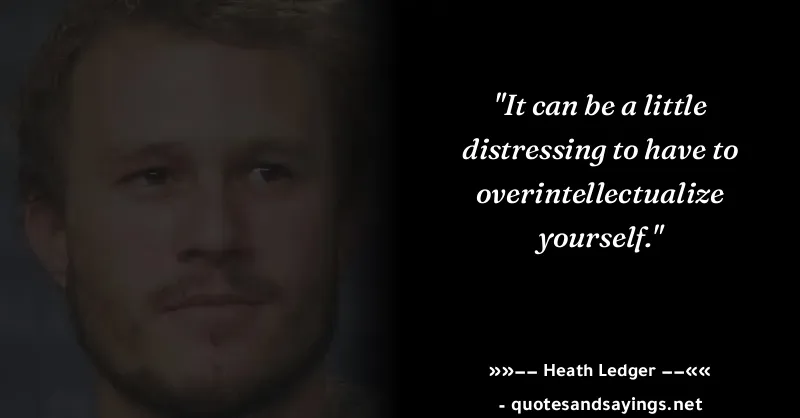 "It can be a little
distressing to have to
overintellectualize
yourself."
»»−− Heath Ledger −−««
- quotesandsayings.net